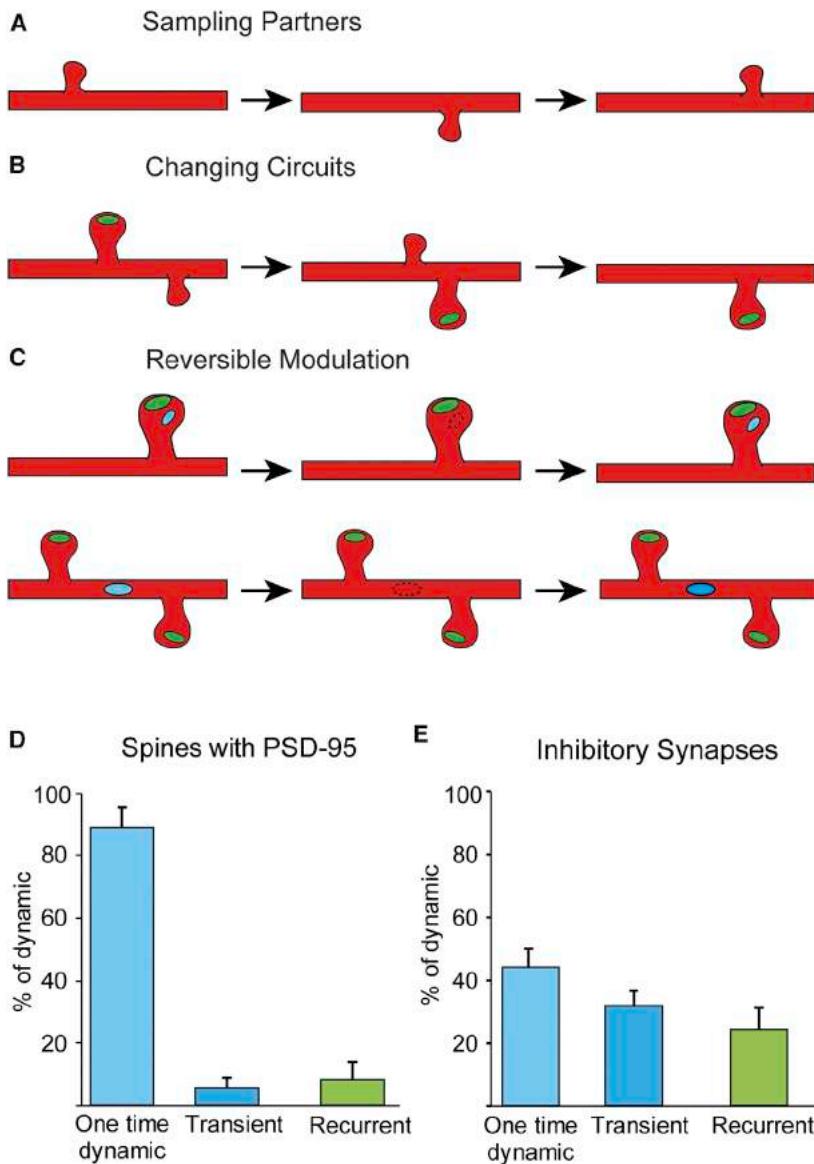 A Sampling Partners
B Changing Circuits
C Reversible Modulation
D Spines with PSD-95
% of dynamic
100
80
60
40
20
One time dynamic
Transient
Recurrent
E Inhibitory Synapses
% of dynamic
100
80
60
40
20
One time dynamic
Transient
Recurrent